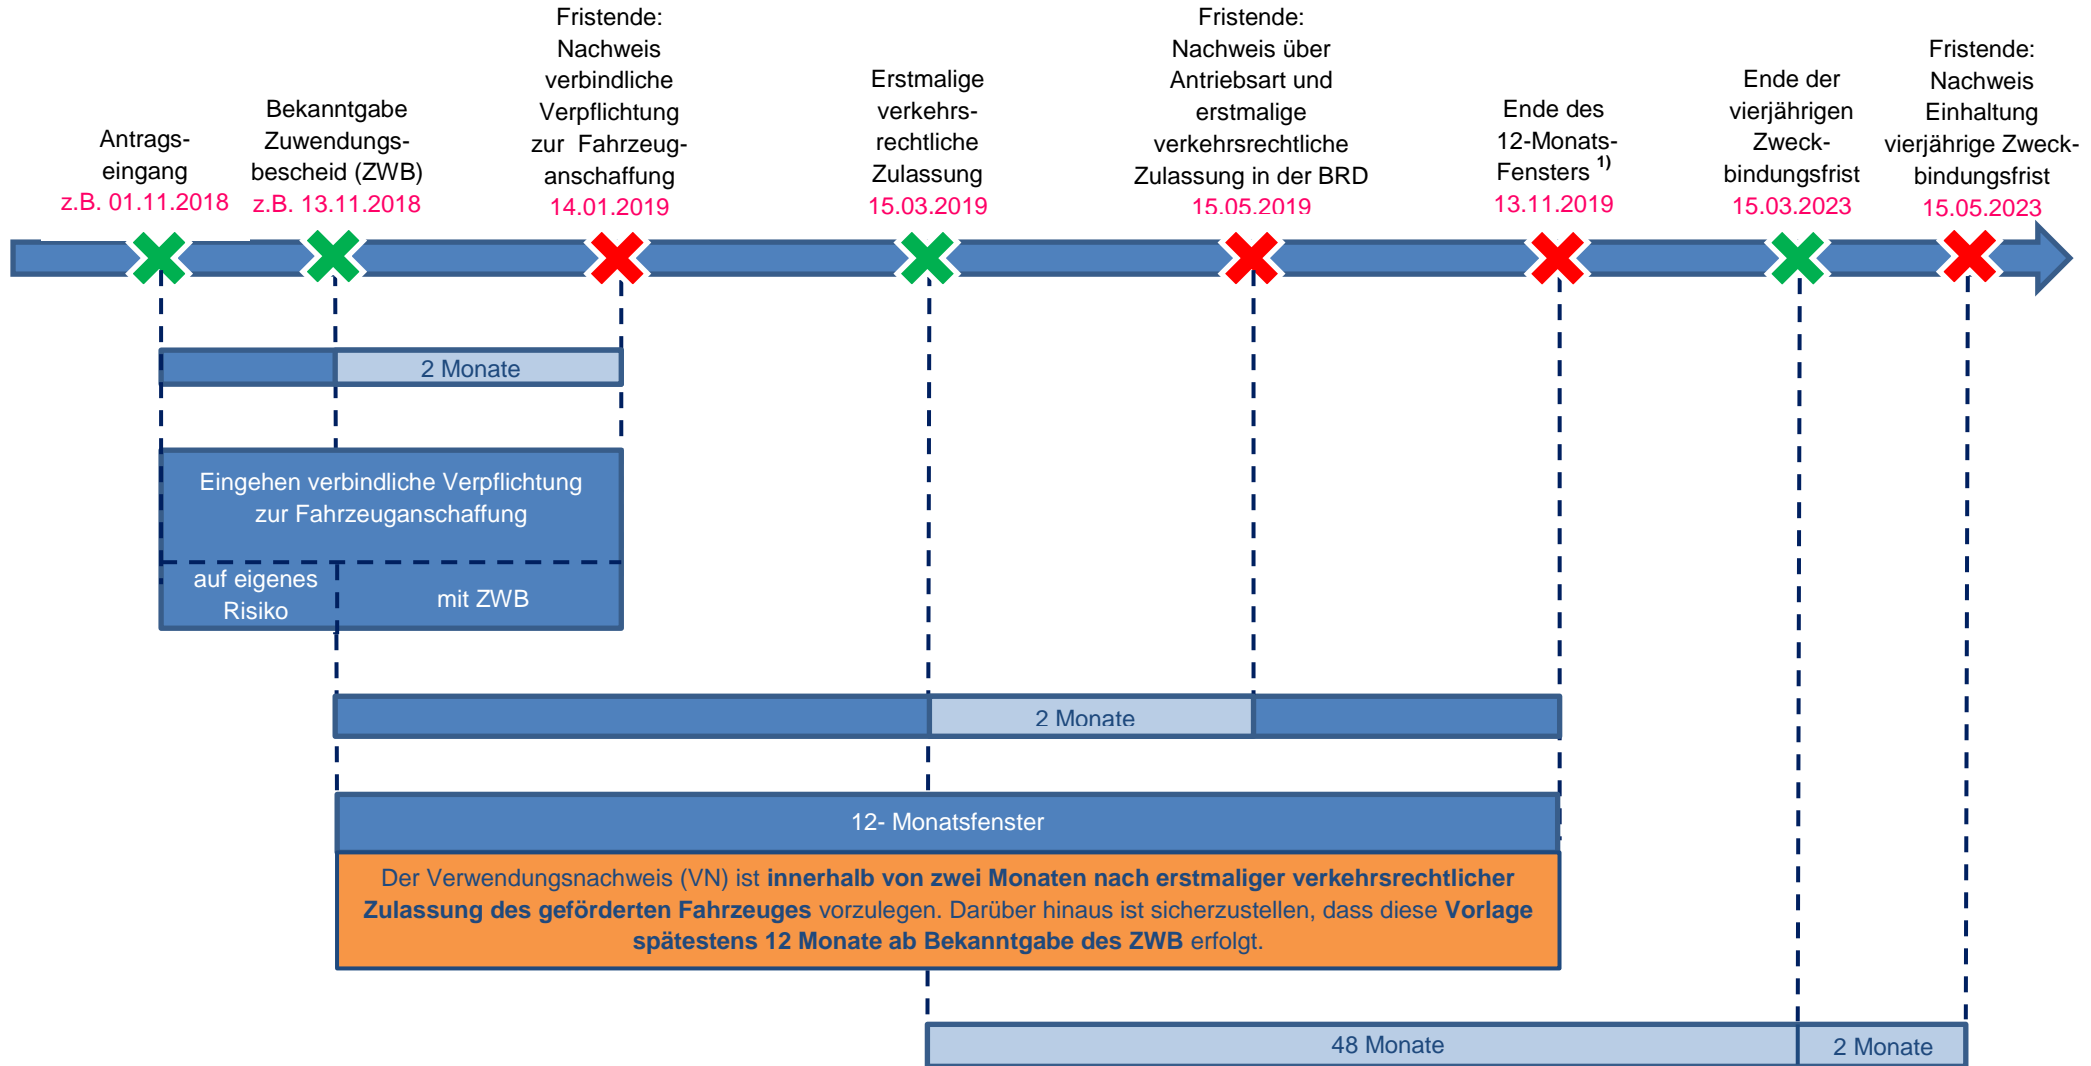 Antrags-
eingang
z.B. 01.11.2018
Bekanntgabe
Zuwendungs-
bescheid (ZWB)
z.B. 13.11.2018
Fristende:
Nachweis
verbindliche
Verpflichtung
zur Fahrzeug-
anschaffung
14.01.2019
Erstmalige
verkehrs-
rechtliche
Zulassung
15.03.2019
Fristende:
Nachweis über
Antriebsart und
erstmalige
verkehrsrechtliche
Zulassung in der BRD
15.05.2019
Ende des
12-Monats-
Fensters 1)
13.11.2019
Ende der
vierjährigen
Zweck-
bindungsfrist
15.03.2023
Fristende:
Nachweis
Einhaltung
vierjährige Zweck-
bindungsfrist
15.05.2023
2 Monate
Eingehen verbindliche Verpflichtung
zur Fahrzeuganschaffung
auf eigenes
Risiko
mit ZWB
2 Monate
12- Monatsfenster
Der Verwendungsnachweis (VN) ist innerhalb von zwei Monaten nach erstmaliger verkehrsrechtlicher
Zulassung des geförderten Fahrzeuges vorzulegen. Darüber hinaus ist sicherzustellen, dass diese Vorlage
spätestens 12 Monate ab Bekanntgabe des ZWB erfolgt.
48 Monate
2 Monate